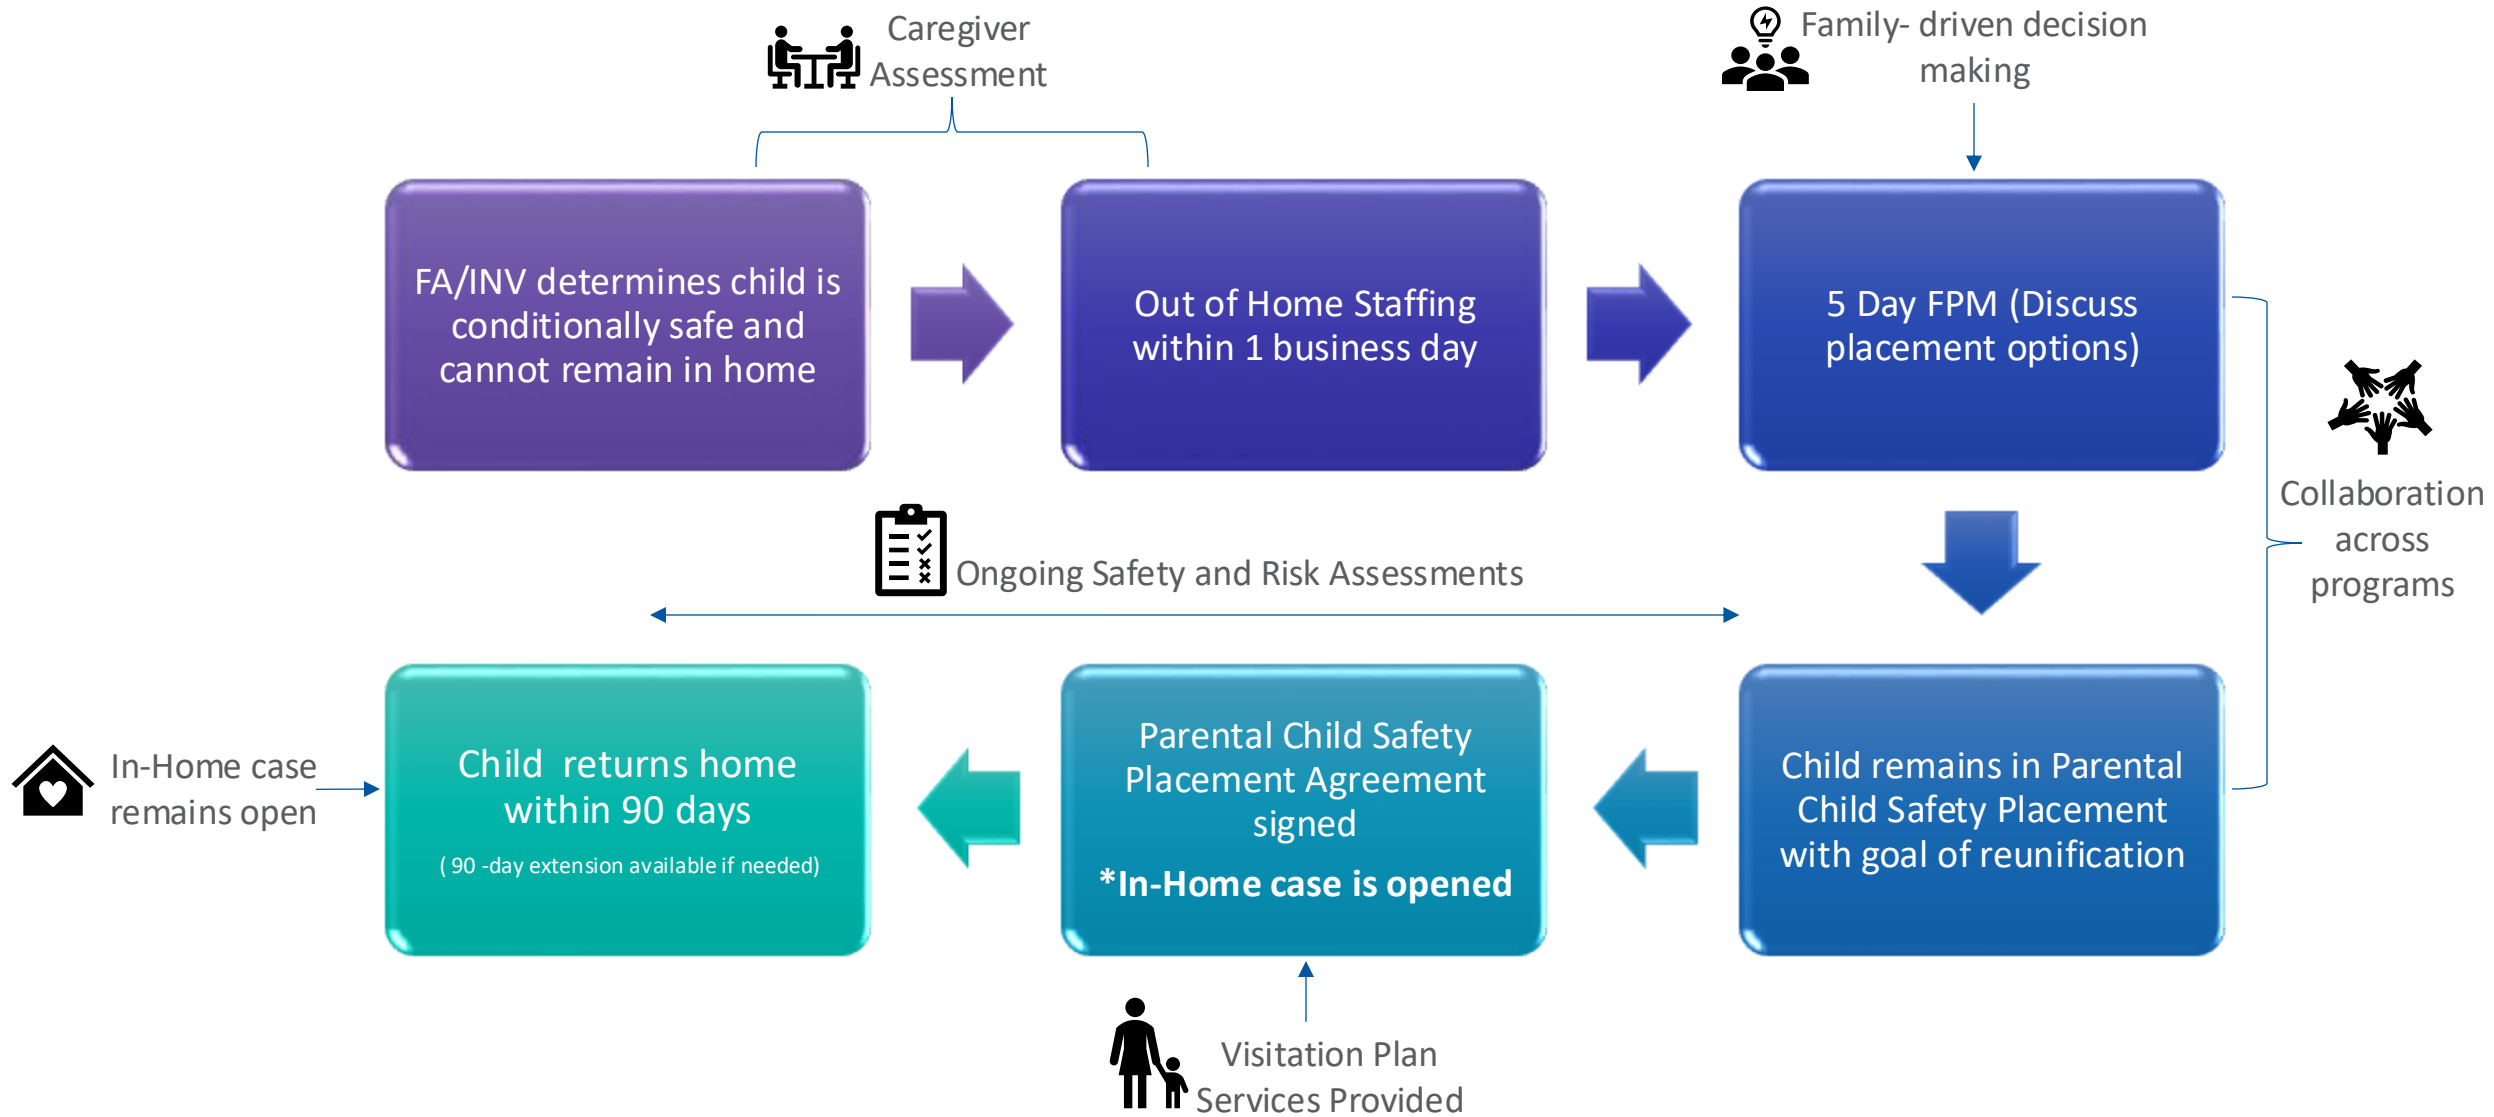 Caregiver
Assessment
Family- driven decision
making
FA/INV determines child is
conditionally safe and
cannot remain in home
Out of Home Staffing
within 1 business day
5 Day FPM (Discuss
placement options)
Collaboration
across
programs
Ongoing Safety and Risk Assessments
Child remains in Parental
Child Safety Placement
with goal of reunification
Parental Child Safety
Placement Agreement
signed
*In-Home case is opened
Child  returns home
within 90 days
( 90 -day extension available if needed)
In-Home case
remains open
Visitation Plan
Services Provided